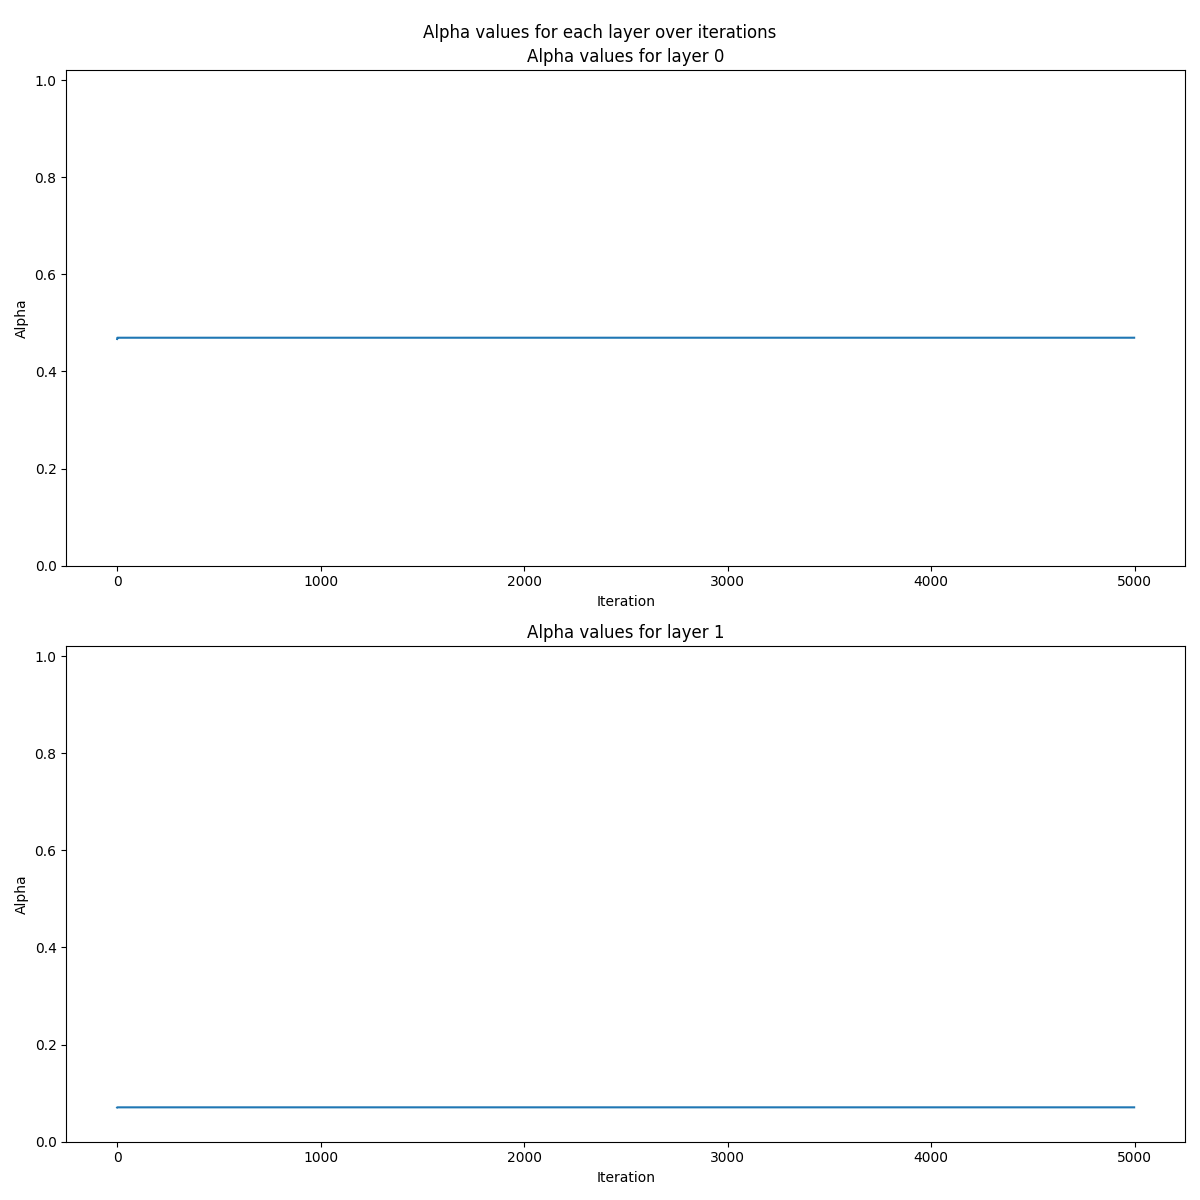 Alpha values for each layer over iterations
Alpha values for layer 0
1.0
0.8
0.6
0.4
0.2
0.0
Alpha
0 1000 2000 3000 4000 5000
Iteration
Alpha values for layer 1
1.0
0.8
0.6
0.4
0.2
0.0
Alpha
0 1000 2000 3000 4000 5000
Iteration